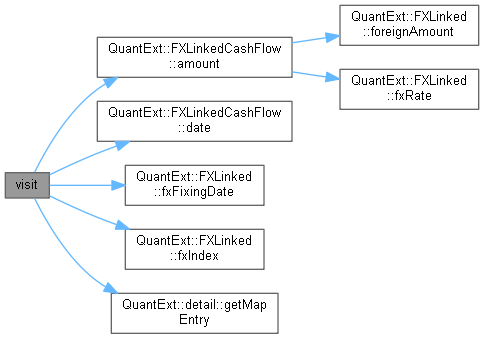 visit
QuantExt::FXLinkedCashFlow
::amount
QuantExt::FXLinked
::foreignAmount
QuantExt::FXLinked
::fxRate
QuantExt::FXLinkedCashFlow
::date
QuantExt::FXLinked
::fxFixingDate
QuantExt::FXLinked
::fxIndex
QuantExt::detail::getMap
Entry